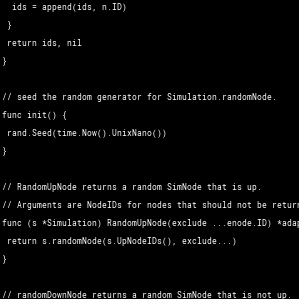 ids = append(ids, n.ID)
}
return ids, nil
}
// seed the random generator for Simulation.randomNode.
func init() {
rand.Seed(time.Now().UnixNano())
}
// RandomUpNode returns a random SimNode that is up.
// Arguments are NodeIDs for nodes that should not be return
func (s *Simulation) RandomUpNode(exclude ...enode.ID) *adap
return s.randomNode(s.UpNodeIDs(), exclude...)
}
// randomDownNode returns a random SimNode that is not up.